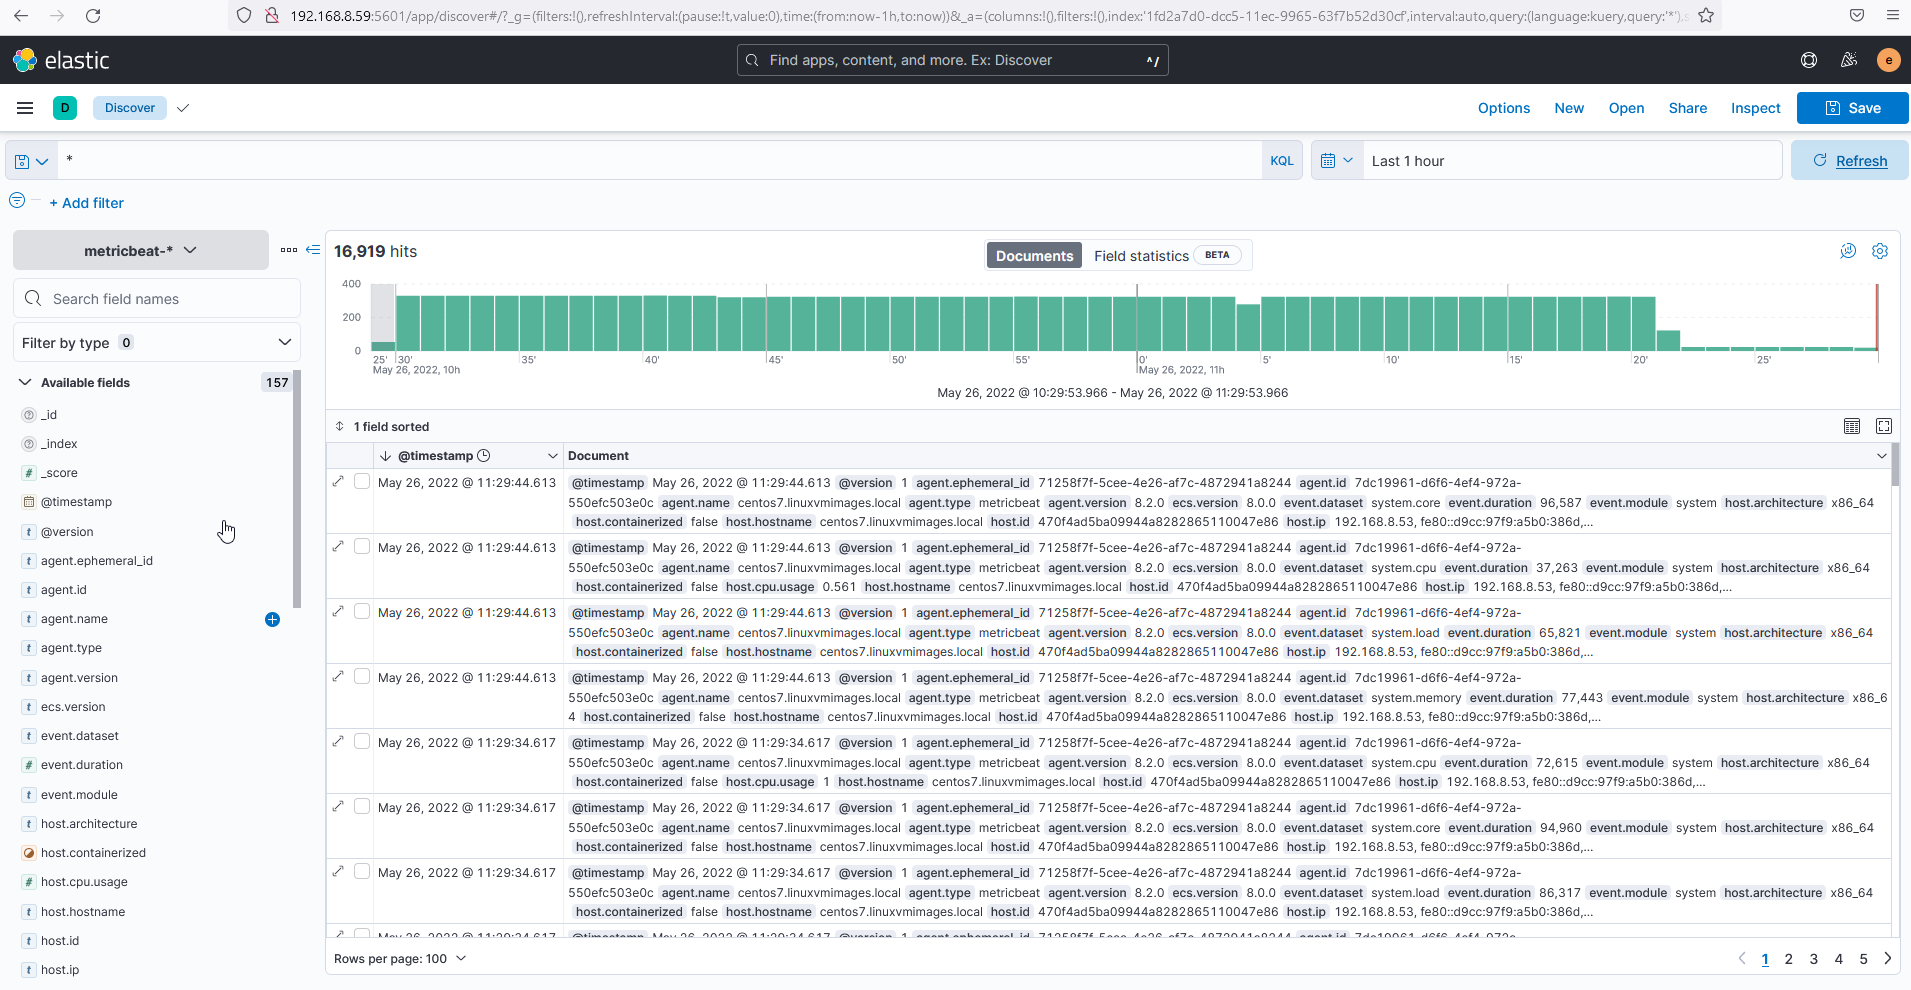 192.168.8.59:5601/app/discover#/?_g=(filters:!(),refreshInterval:(pause:!t,value:0),time:(from:now-1h,to:now))&_a=(columns:!(),filters:!(),index:'1fd2a7d0-dcc5-11ec-9965-63f7b52d30cf',interval:auto,query:(language:kuery,query:'*'),s
elastic
Find apps, content, and more. Ex: Discover ^/
e
D Discover
Options New Open Share Inspect Save
* KQL Last 1 hour Refresh
+ Add filter
metricbeat-*
Search field names
Filter by type 0
Available fields 157
_id
_index
# _score
@timestamp
t @version
t agent.ephemeral_id
t agent.id
t agent.name
t agent.type
t agent.version
t ecs.version
t event.dataset
# event.duration
t event.module
t host.architecture
host.containerized
# host.cpu.usage
t host.hostname
t host.id
t host.ip
16,919 hits
Documents Field statistics BETA
400
200
0
25' 30' 35' 40' 45' 50' 55' 0' 5' 10' 15' 20' 25'
May 26, 2022, 10h May 26, 2022, 11h
May 26, 2022 @ 10:29:53.966 - May 26, 2022 @ 11:29:53.966
1 field sorted
@timestamp Document
May 26, 2022 @ 11:29:44.613 @timestamp May 26, 2022 @ 11:29:44.613 @version 1 agent.ephemeral_id 71258f7f-5cee-4e26-af7c-4872941a8244 agent.id 7dc19961-d6f6-4ef4-972a-
550efc503e0c agent.name centos7.linuxvmimages.local agent.type metricbeat agent.version 8.2.0 ecs.version 8.0.0 event.dataset system.core event.duration 96,587 event.module system host.architecture x86_64
host.containerized false host.hostname centos7.linuxvmimages.local host.id 470f4ad5ba09944a8282865110047e86 host.ip 192.168.8.53, fe80::d9cc:97f9:a5b0:386d,...
May 26, 2022 @ 11:29:44.613 @timestamp May 26, 2022 @ 11:29:44.613 @version 1 agent.ephemeral_id 71258f7f-5cee-4e26-af7c-4872941a8244 agent.id 7dc19961-d6f6-4ef4-972a-
550efc503e0c agent.name centos7.linuxvmimages.local agent.type metricbeat agent.version 8.2.0 ecs.version 8.0.0 event.dataset system.cpu event.duration 37,263 event.module system host.architecture x86_64
host.containerized false host.cpu.usage 0.561 host.hostname centos7.linuxvmimages.local host.id 470f4ad5ba09944a8282865110047e86 host.ip 192.168.8.53, fe80::d9cc:97f9:a5b0:386d,...
May 26, 2022 @ 11:29:44.613 @timestamp May 26, 2022 @ 11:29:44.613 @version 1 agent.ephemeral_id 71258f7f-5cee-4e26-af7c-4872941a8244 agent.id 7dc19961-d6f6-4ef4-972a-
550efc503e0c agent.name centos7.linuxvmimages.local agent.type metricbeat agent.version 8.2.0 ecs.version 8.0.0 event.dataset system.load event.duration 65,821 event.module system host.architecture x86_64
host.containerized false host.hostname centos7.linuxvmimages.local host.id 470f4ad5ba09944a8282865110047e86 host.ip 192.168.8.53, fe80::d9cc:97f9:a5b0:386d,...
May 26, 2022 @ 11:29:44.613 @timestamp May 26, 2022 @ 11:29:44.613 @version 1 agent.ephemeral_id 71258f7f-5cee-4e26-af7c-4872941a8244 agent.id 7dc19961-d6f6-4ef4-972a-
550efc503e0c agent.name centos7.linuxvmimages.local agent.type metricbeat agent.version 8.2.0 ecs.version 8.0.0 event.dataset system.memory event.duration 77,443 event.module system host.architecture x86_6
4 host.containerized false host.hostname centos7.linuxvmimages.local host.id 470f4ad5ba09944a8282865110047e86 host.ip 192.168.8.53, fe80::d9cc:97f9:a5b0:386d,...
May 26, 2022 @ 11:29:34.617 @timestamp May 26, 2022 @ 11:29:34.617 @version 1 agent.ephemeral_id 71258f7f-5cee-4e26-af7c-4872941a8244 agent.id 7dc19961-d6f6-4ef4-972a-
550efc503e0c agent.name centos7.linuxvmimages.local agent.type metricbeat agent.version 8.2.0 ecs.version 8.0.0 event.dataset system.cpu event.duration 72,615 event.module system host.architecture x86_64
host.containerized false host.cpu.usage 1 host.hostname centos7.linuxvmimages.local host.id 470f4ad5ba09944a8282865110047e86 host.ip 192.168.8.53, fe80::d9cc:97f9:a5b0:386d,...
May 26, 2022 @ 11:29:34.617 @timestamp May 26, 2022 @ 11:29:34.617 @version 1 agent.ephemeral_id 71258f7f-5cee-4e26-af7c-4872941a8244 agent.id 7dc19961-d6f6-4ef4-972a-
550efc503e0c agent.name centos7.linuxvmimages.local agent.type metricbeat agent.version 8.2.0 ecs.version 8.0.0 event.dataset system.core event.duration 94,960 event.module system host.architecture x86_64
host.containerized false host.hostname centos7.linuxvmimages.local host.id 470f4ad5ba09944a8282865110047e86 host.ip 192.168.8.53, fe80::d9cc:97f9:a5b0:386d,...
May 26, 2022 @ 11:29:34.617 @timestamp May 26, 2022 @ 11:29:34.617 @version 1 agent.ephemeral_id 71258f7f-5cee-4e26-af7c-4872941a8244 agent.id 7dc19961-d6f6-4ef4-972a-
550efc503e0c agent.name centos7.linuxvmimages.local agent.type metricbeat agent.version 8.2.0 ecs.version 8.0.0 event.dataset system.load event.duration 86,317 event.module system host.architecture x86_64
host.containerized false host.hostname centos7.linuxvmimages.local host.id 470f4ad5ba09944a8282865110047e86 host.ip 192.168.8.53, fe80::d9cc:97f9:a5b0:386d,...
Rows per page: 100
1 2 3 4 5